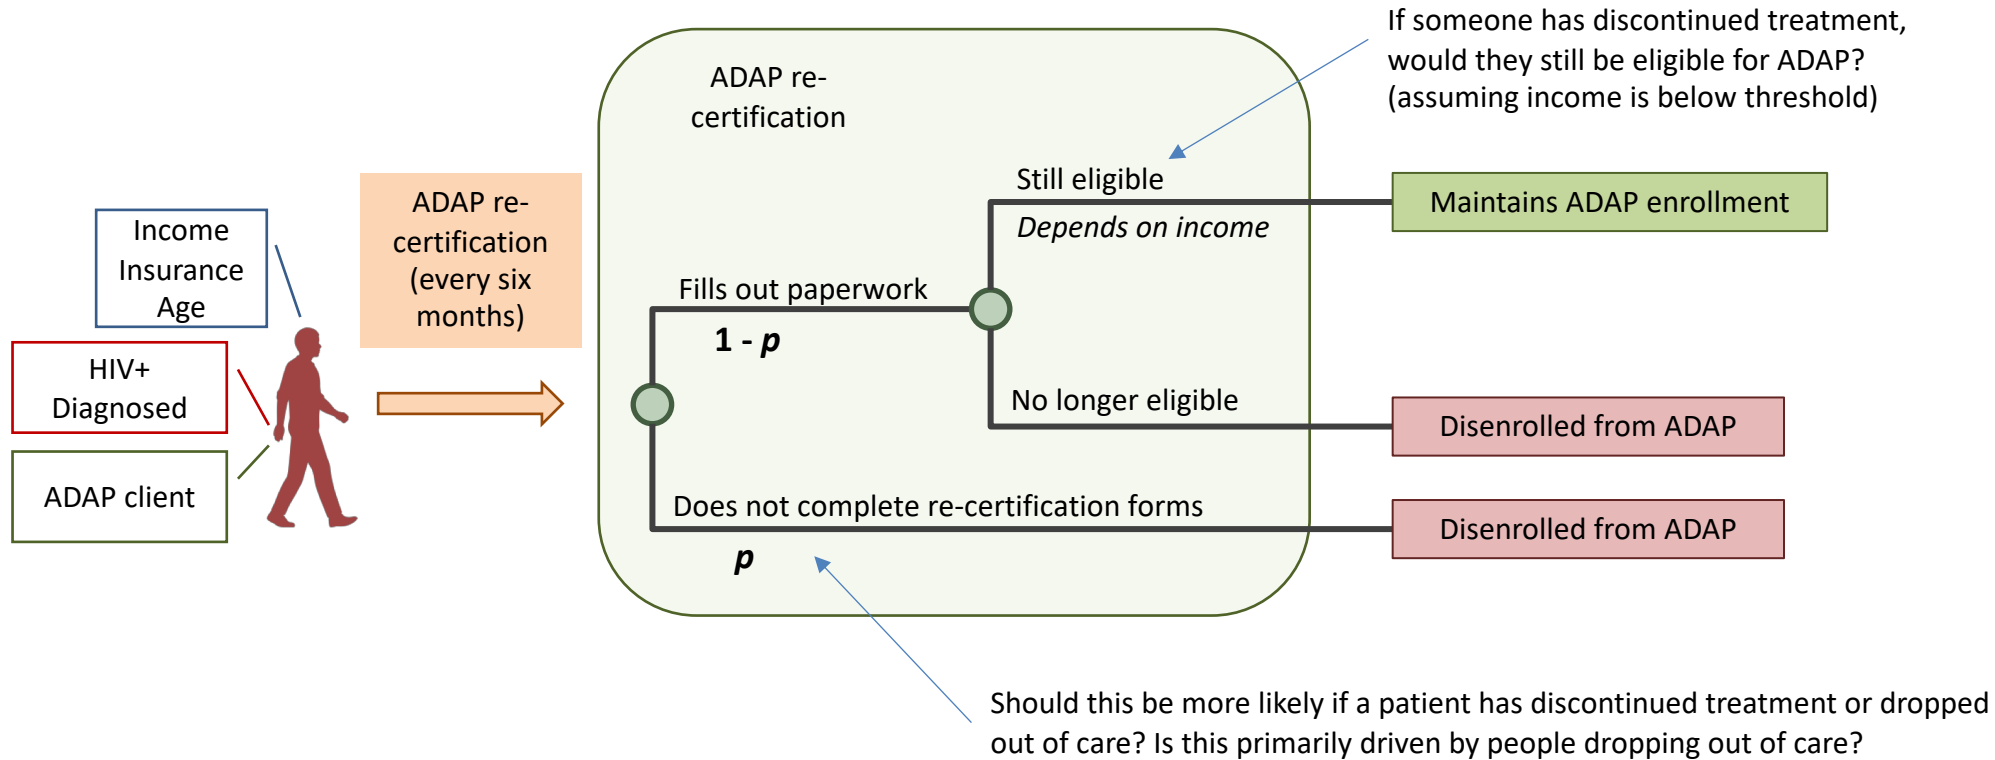 If someone has discontinued treatment,
would they still be eligible for ADAP?
(assuming income is below threshold)
ADAP re-
certification
Income
Insurance
Age
HIV+
Diagnosed
ADAP client
ADAP re-
certification
(every six
months)
Still eligible
Depends on income
Maintains ADAP enrollment
Fills out paperwork
1 - p
No longer eligible
Disenrolled from ADAP
Does not complete re-certification forms
p
Disenrolled from ADAP
Should this be more likely if a patient has discontinued treatment or dropped
out of care? Is this primarily driven by people dropping out of care?